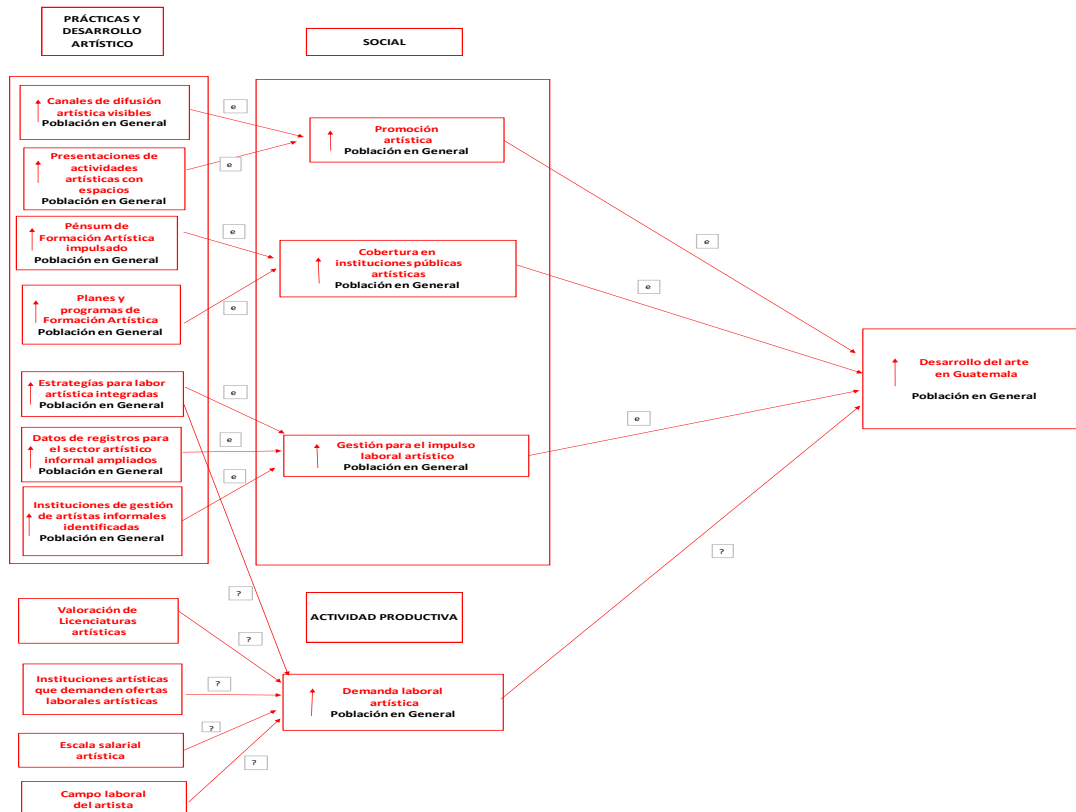 PRÁCTICAS Y
DESARROLLO
ARTÍSTICO
SOCIAL
Canales de difusión
artística visibles
Población en General
e
Presentaciones de
actividades
artísticas con
espacios
Población en General
e
Promoción
artística
Población en General
Pénsum de
Formación Artística
impulsado
Población en General
e
Planes y
programas de
Formación Artística
Población en General
e
Cobertura en
instituciones públicas
artísticas
Población en General
e
e
Estrategías para labor
artística integradas
Población en General
e
Datos de registros para
el sector artístico
informal ampliados
Población en General
e
Instituciones de gestión
de artístas informales
identificadas
Población en General
e
Gestión para el impulso
laboral artístico
Población en General
e
Desarrollo del arte
en Guatemala
Población en General
?
?
ACTIVIDAD PRODUCTIVA
Valoración de
Licenciaturas
artísticas
?
Instituciones artísticas
que demanden ofertas
laborales artísticas
?
Demanda laboral
artística
Población en General
Escala salarial
artística
?
Campo laboral
del artista
?